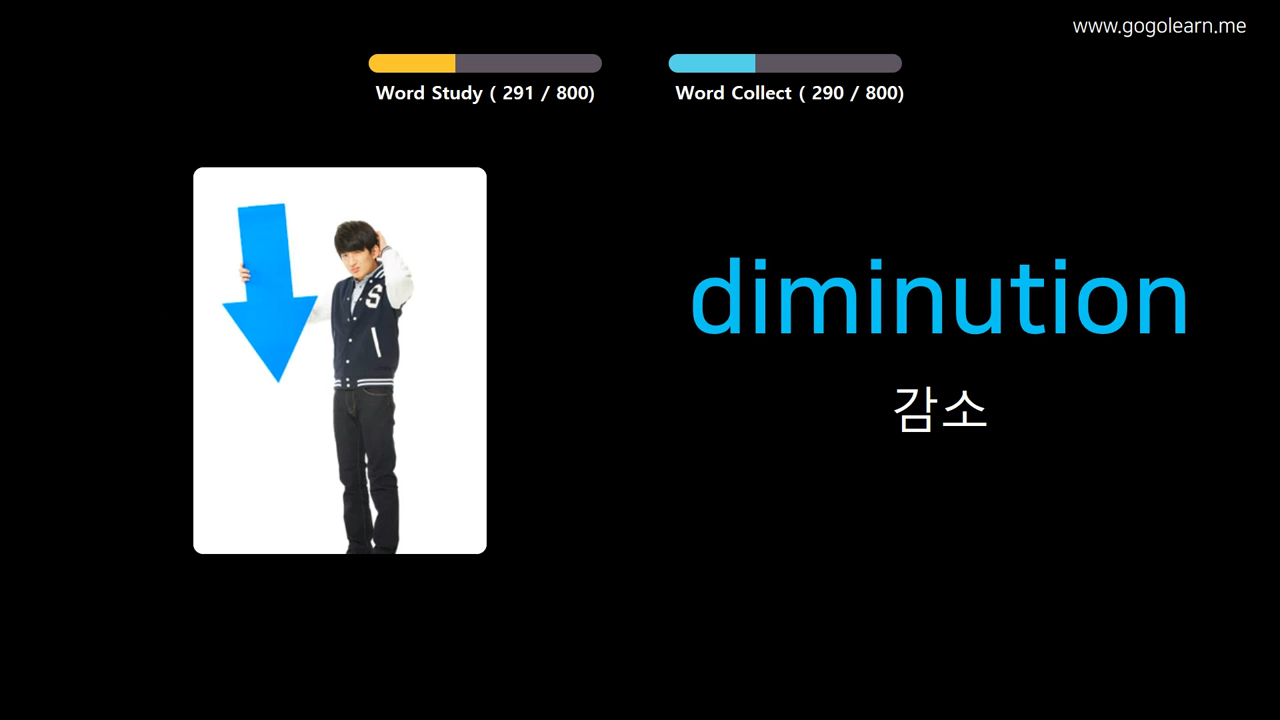 www.gogolearn.me
Word Study ( 291 / 800)
Word Collect ( 290 / 800)
S
diminution
감소